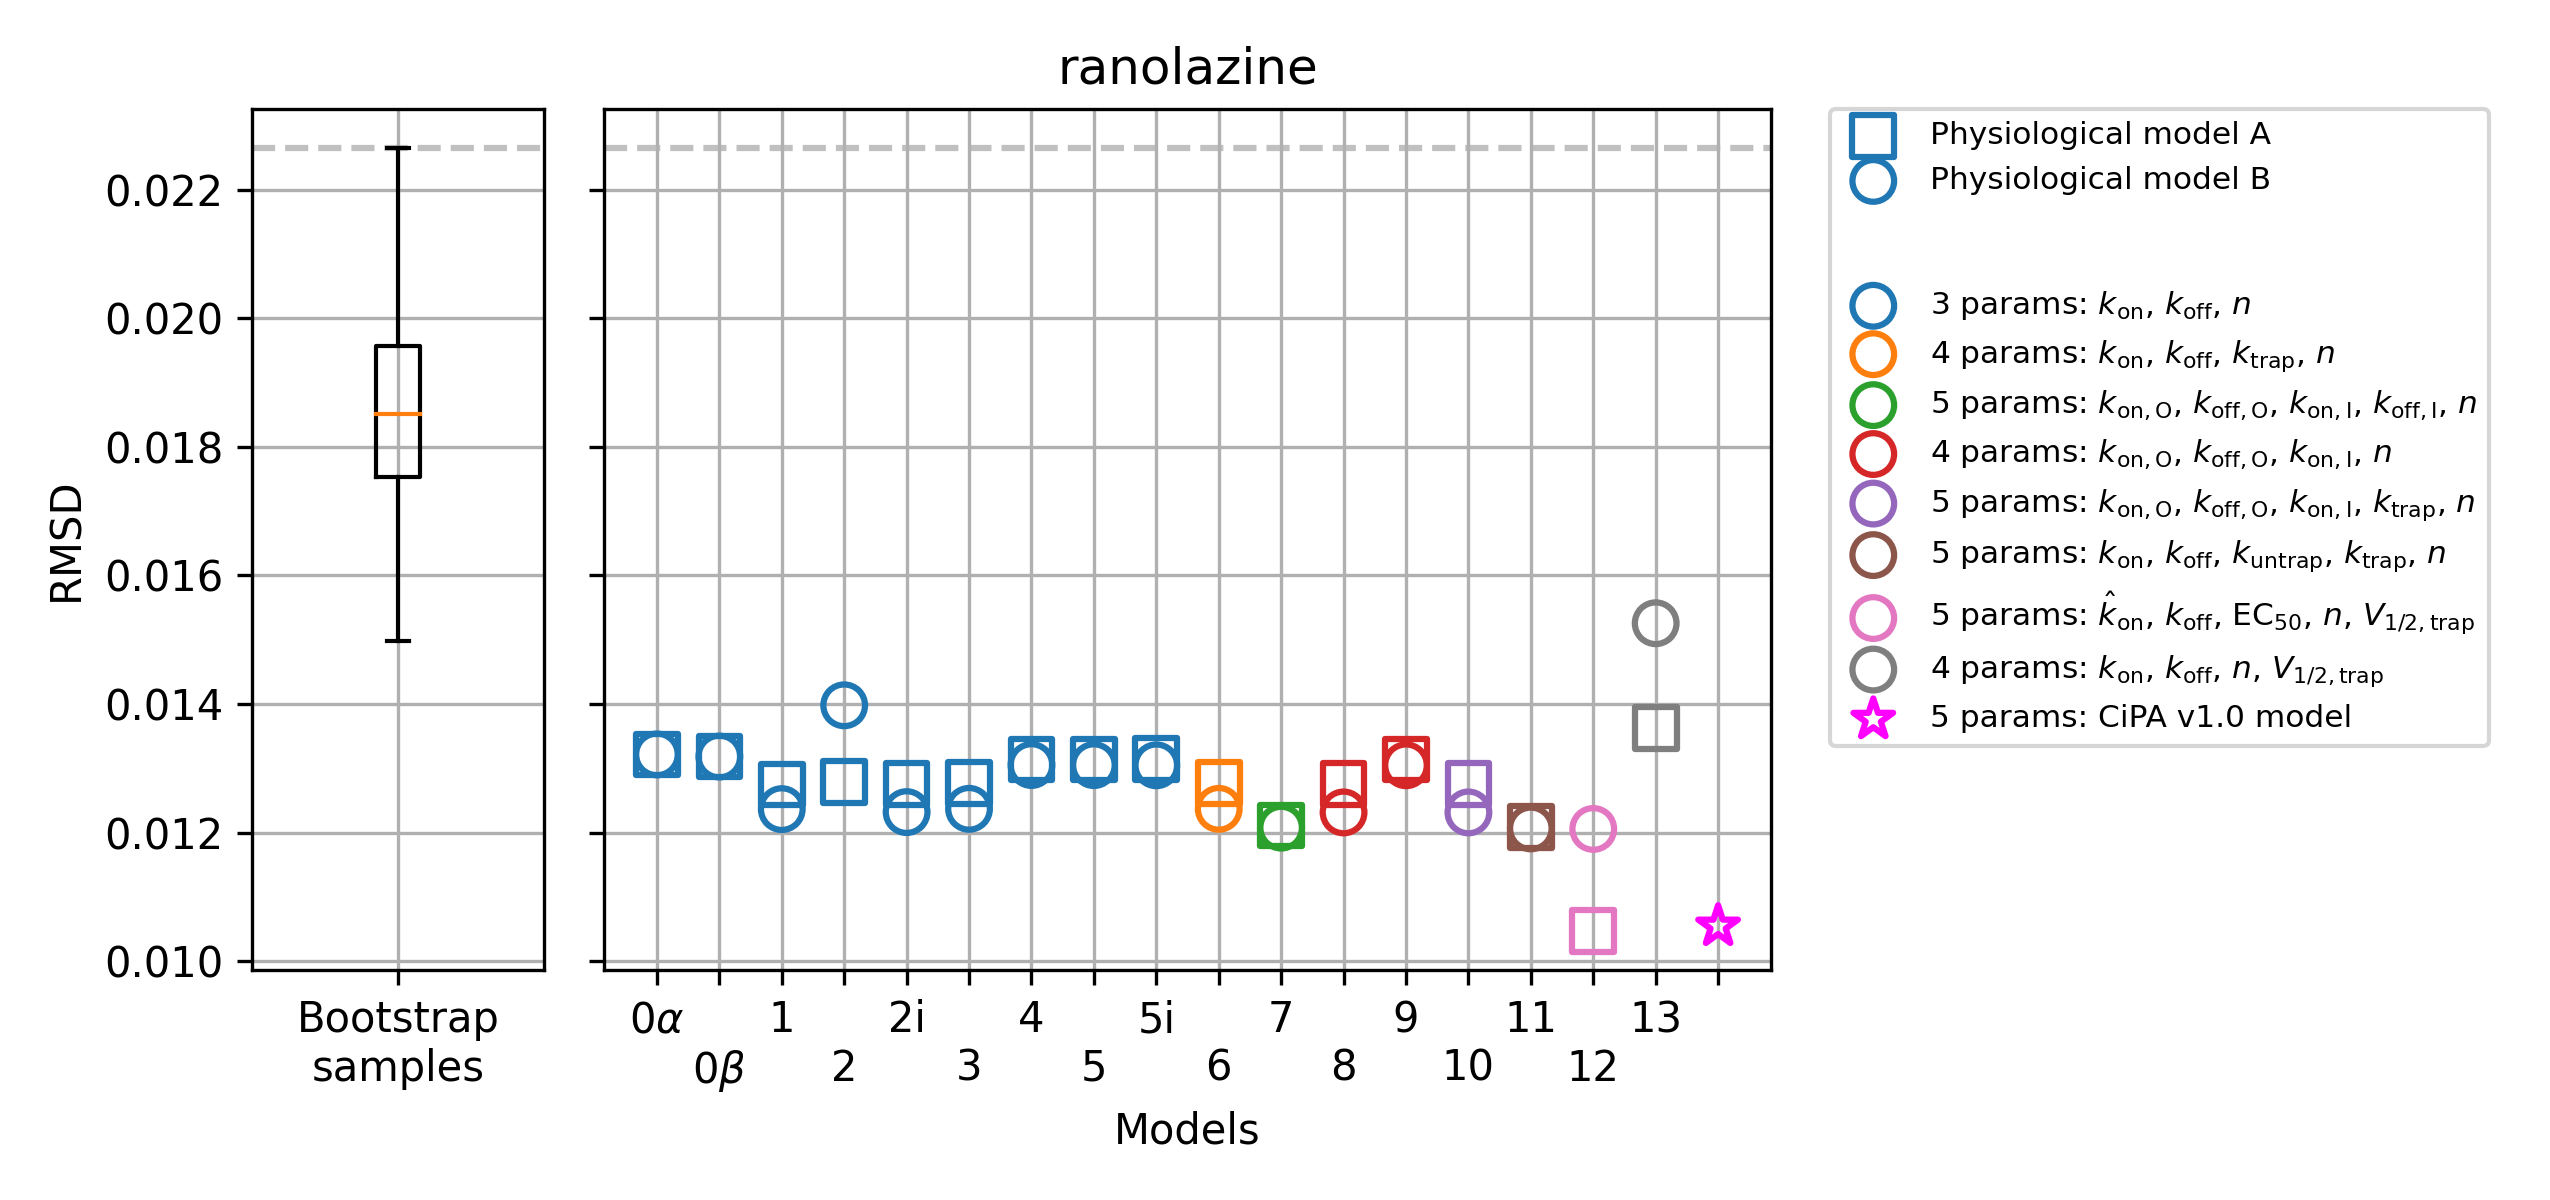 ranolazine
RMSD
0.022
0.020
0.018
0.016
0.014
0.012
0.010
Bootstrap
samples
0α 1 2i 4 5i 7 9 11 13
0β 2 3 5 6 8 10 12
Models
Physiological model A
Physiological model B
3 params: k_on, k_off, n
4 params: k_on, k_off, k_trap, n
5 params: k_on,O, k_off,O, k_on,I, k_off,I, n
4 params: k_on,O, k_off,O, k_on,I, n
5 params: k_on,O, k_off,O, k_on,I, k_trap, n
5 params: k_on, k_off, k_untrap, k_trap, n
5 params: k̂_on, k_off, EC_50, n, V_1/2,trap
4 params: k_on, k_off, n, V_1/2,trap
5 params: CiPA v1.0 model